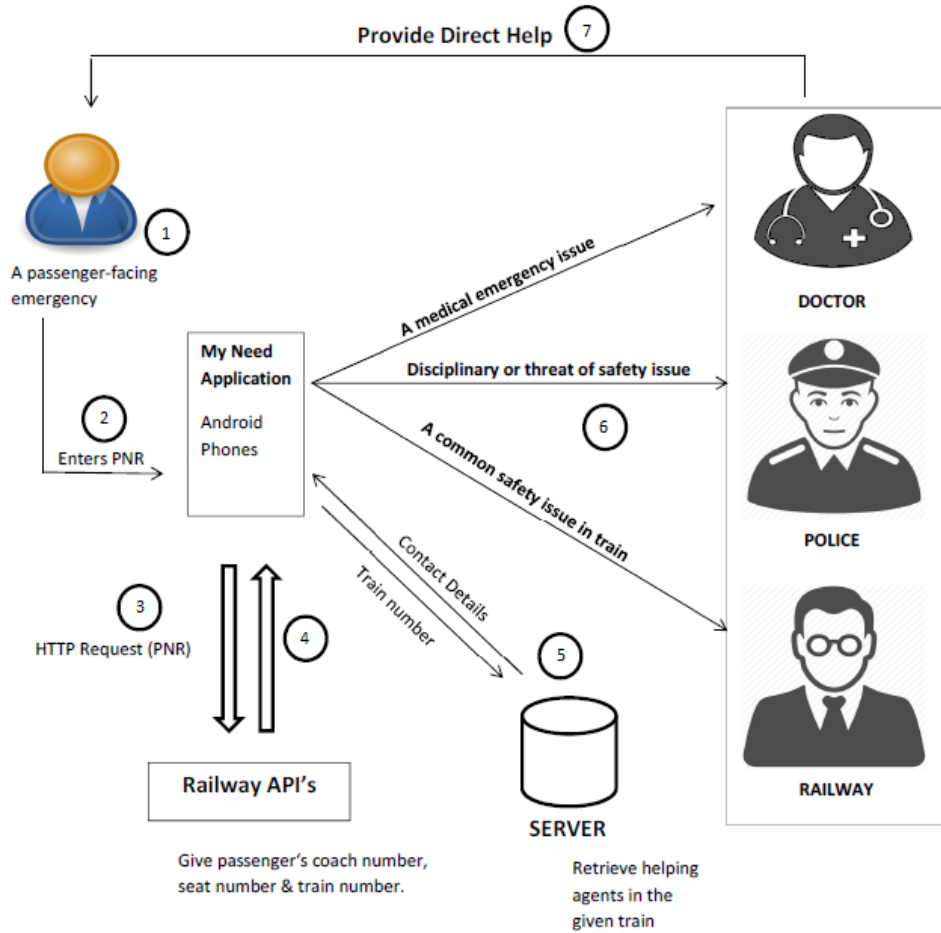 Provide Direct Help
7
1
A passenger-facing
emergency
2
Enters PNR
My Need
Application
Android
Phones
A medical emergency issue
Disciplinary or threat of safety issue
6
A common safety issue in train
DOCTOR
POLICE
RAILWAY
3
HTTP Request (PNR)
4
Contact Details
Train number
5
Railway API’s
Give passenger’s coach number,
seat number & train number.
SERVER
Retrieve helping
agents in the
given train